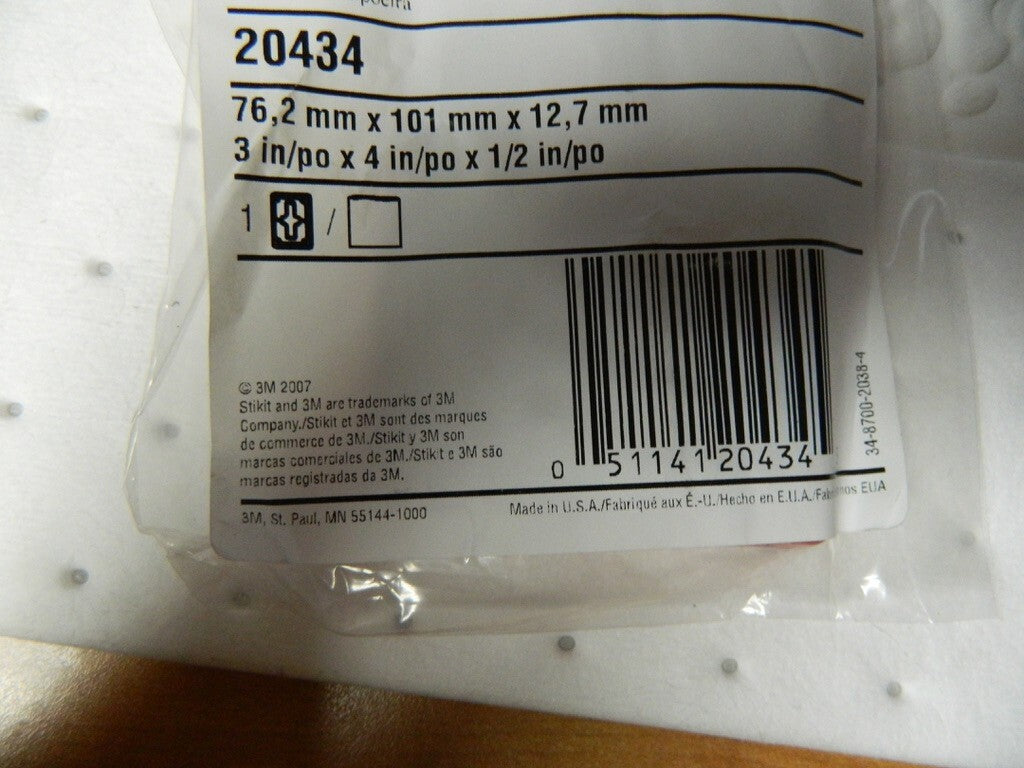 20434
76,2 mm x 101 mm x 12,7 mm
3 in/po x 4 in/po x 1/2 in/po
1 /
© 3M 2007
Stikit and 3M are trademarks of 3M
Company./Stikit et 3M sont des marques
de commerce de 3M./Stikit y 3M son
marcas comerciales de 3M./Stikit e 3M são
marcas registradas da 3M.
0 51141 20434
34-8700-2038-4
3M, St. Paul, MN 55144-1000
Made in U.S.A./Fabriqué aux É.-U./Hecho en E.U.A./ EUA